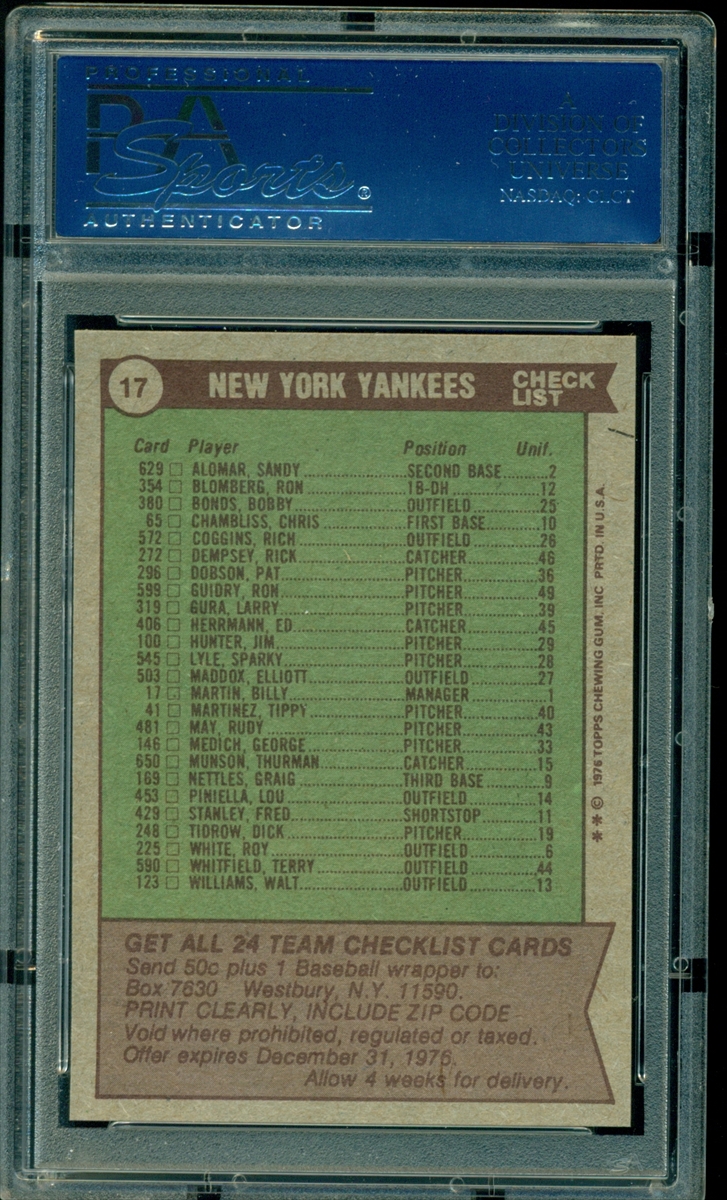 PROFESSIONAL
PSA
Sports®
AUTHENTICATOR
A
DIVISION OF
COLLECTORS
UNIVERSE
NASDAQ: CLCT
17 NEW YORK YANKEES CHECK LIST
Card Player Position Unif.
629 □ ALOMAR, SANDY SECOND BASE 2
354 □ BLOMBERG, RON 1B-DH 12
380 □ BONDS, BOBBY OUTFIELD 25
65 □ CHAMBLISS, CHRIS FIRST BASE 10
572 □ COGGINS, RICH OUTFIELD 26
272 □ DEMPSEY, RICK CATCHER 46
296 □ DOBSON, PAT PITCHER 36
599 □ GUIDRY, RON PITCHER 49
319 □ GURA, LARRY PITCHER 39
406 □ HERRMANN, ED CATCHER 45
100 □ HUNTER, JIM PITCHER 29
545 □ LYLE, SPARKY PITCHER 28
503 □ MADDOX, ELLIOTT OUTFIELD 27
17 □ MARTIN, BILLY MANAGER 1
41 □ MARTINEZ, TIPPY PITCHER 40
481 □ MAY, RUDY PITCHER 43
146 □ MEDICH, GEORGE PITCHER 33
650 □ MUNSON, THURMAN CATCHER 15
169 □ NETTLES, GRAIG THIRD BASE 9
453 □ PINIELLA, LOU OUTFIELD 14
429 □ STANLEY, FRED SHORTSTOP 11
248 □ TIDROW, DICK PITCHER 19
225 □ WHITE, ROY OUTFIELD 6
590 □ WHITFIELD, TERRY OUTFIELD 44
123 □ WILLIAMS, WALT OUTFIELD 13
**© 1976 TOPPS CHEWING GUM, INC PRTD. IN U.S.A.
GET ALL 24 TEAM CHECKLIST CARDS
Send 50c plus 1 Baseball wrapper to:
Box 7630 Westbury, N.Y. 11590.
PRINT CLEARLY, INCLUDE ZIP CODE
Void where prohibited, regulated or taxed.
Offer expires December 31, 1976.
Allow 4 weeks for delivery.